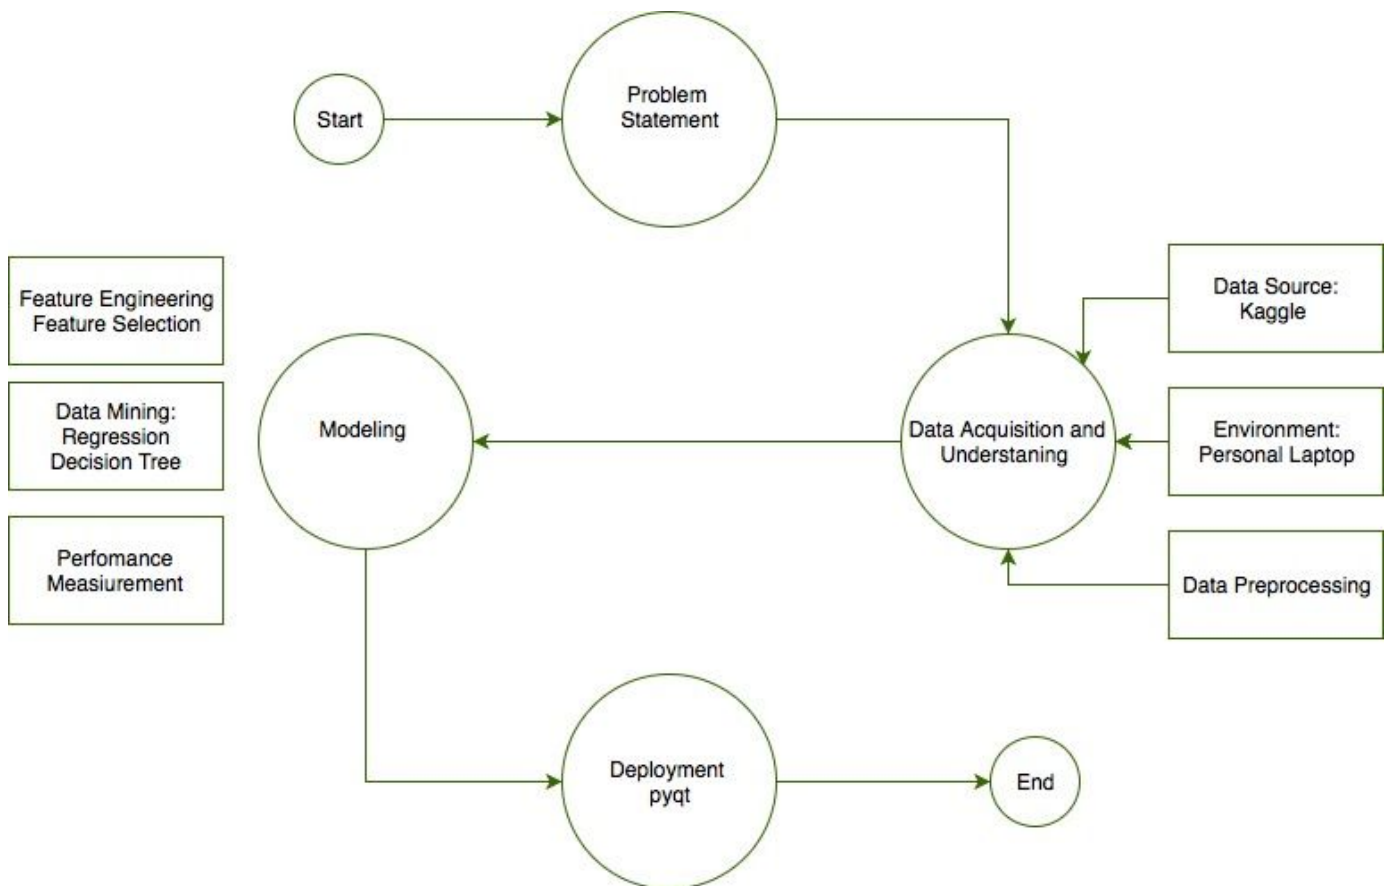 Start
Problem
Statement
Feature Engineering
Feature Selection
Data Mining:
Regression
Decision Tree
Perfomance
Measiurement
Modeling
Data Acquisition and
Understaning
Data Source:
Kaggle
Environment:
Personal Laptop
Data Preprocessing
Deployment
pyqt
End